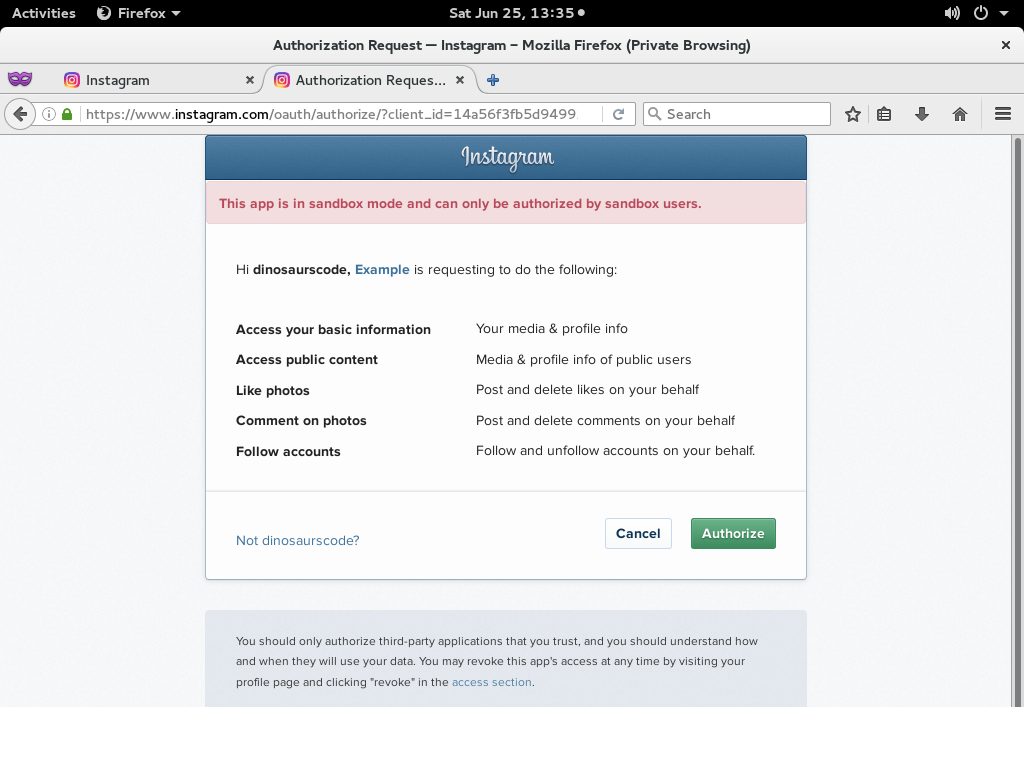 Activities Firefox Sat Jun 25, 13:35
Authorization Request — Instagram – Mozilla Firefox (Private Browsing)
Instagram Authorization Reques...
https://www.instagram.com/oauth/authorize/?client_id=14a56f3fb5d9499 Search
Instagram
This app is in sandbox mode and can only be authorized by sandbox users.
Hi dinosaurscode, Example is requesting to do the following:
Access your basic information Your media & profile info
Access public content Media & profile info of public users
Like photos Post and delete likes on your behalf
Comment on photos Post and delete comments on your behalf
Follow accounts Follow and unfollow accounts on your behalf.
Not dinosaurscode? Cancel Authorize
You should only authorize third-party applications that you trust, and you should understand how
and when they will use your data. You may revoke this app's access at any time by visiting your
profile page and clicking "revoke" in the access section.